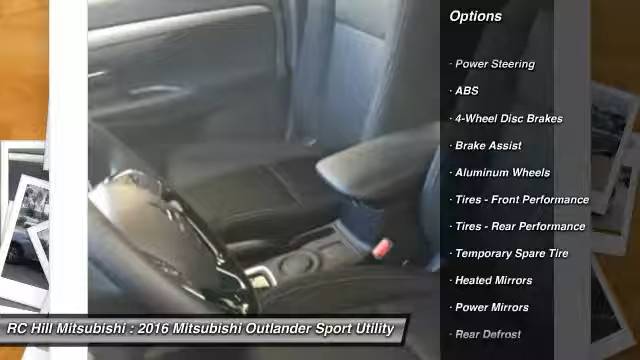 Options
· Power Steering
· ABS
· 4-Wheel Disc Brakes
· Brake Assist
· Aluminum Wheels
· Tires - Front Performance
· Tires - Rear Performance
· Temporary Spare Tire
· Heated Mirrors
· Power Mirrors
· Rear Defrost
RC Hill Mitsubishi : 2016 Mitsubishi Outlander Sport Utility